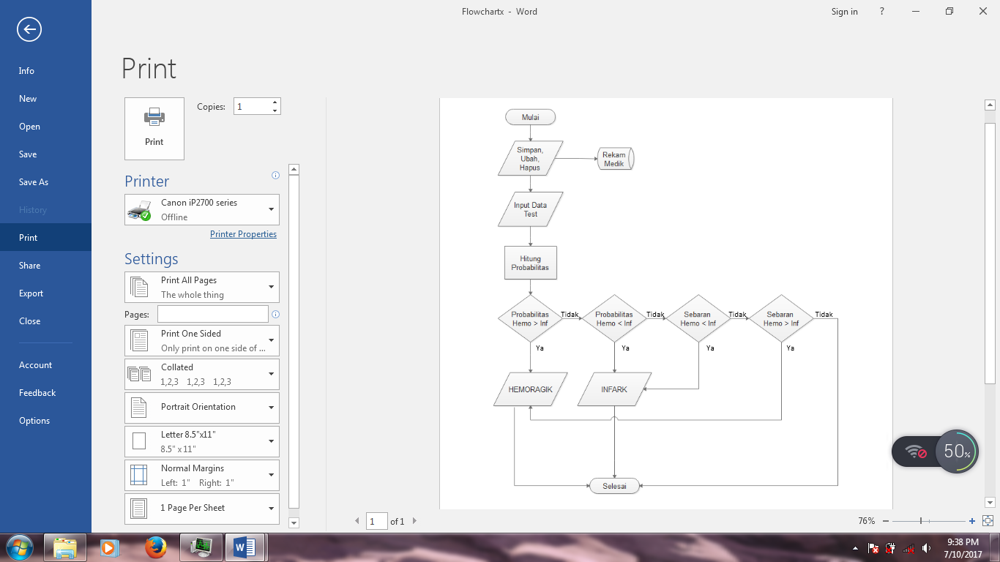 Flowchartx - Word
Sign in
?
Info
New
Open
Save
Save As
History
Print
Share
Export
Close
Account
Feedback
Options
Print
Print
Copies:
1
Printer
Canon iP2700 series
Offline
Printer Properties
Settings
Print All Pages
The whole thing
Pages:
Print One Sided
Only print on one side of ...
Collated
1,2,3 1,2,3 1,2,3
Portrait Orientation
Letter 8.5"x11"
8.5" x 11"
Normal Margins
Left: 1" Right: 1"
1 Page Per Sheet
Mulai
Simpan,
Ubah,
Hapus
Rekam
Medik
Input Data
Test
Hitung
Probabilitas
Probabilitas
Hemo > Inf
Tidak
Probabilitas
Hemo < Inf
Tidak
Sebaran
Hemo < Inf
Tidak
Sebaran
Hemo > Inf
Tidak
Ya
Ya
Ya
Ya
HEMORAGIK
INFARK
Selesai
50%
1 of 1
76%
9:38 PM
7/10/2017